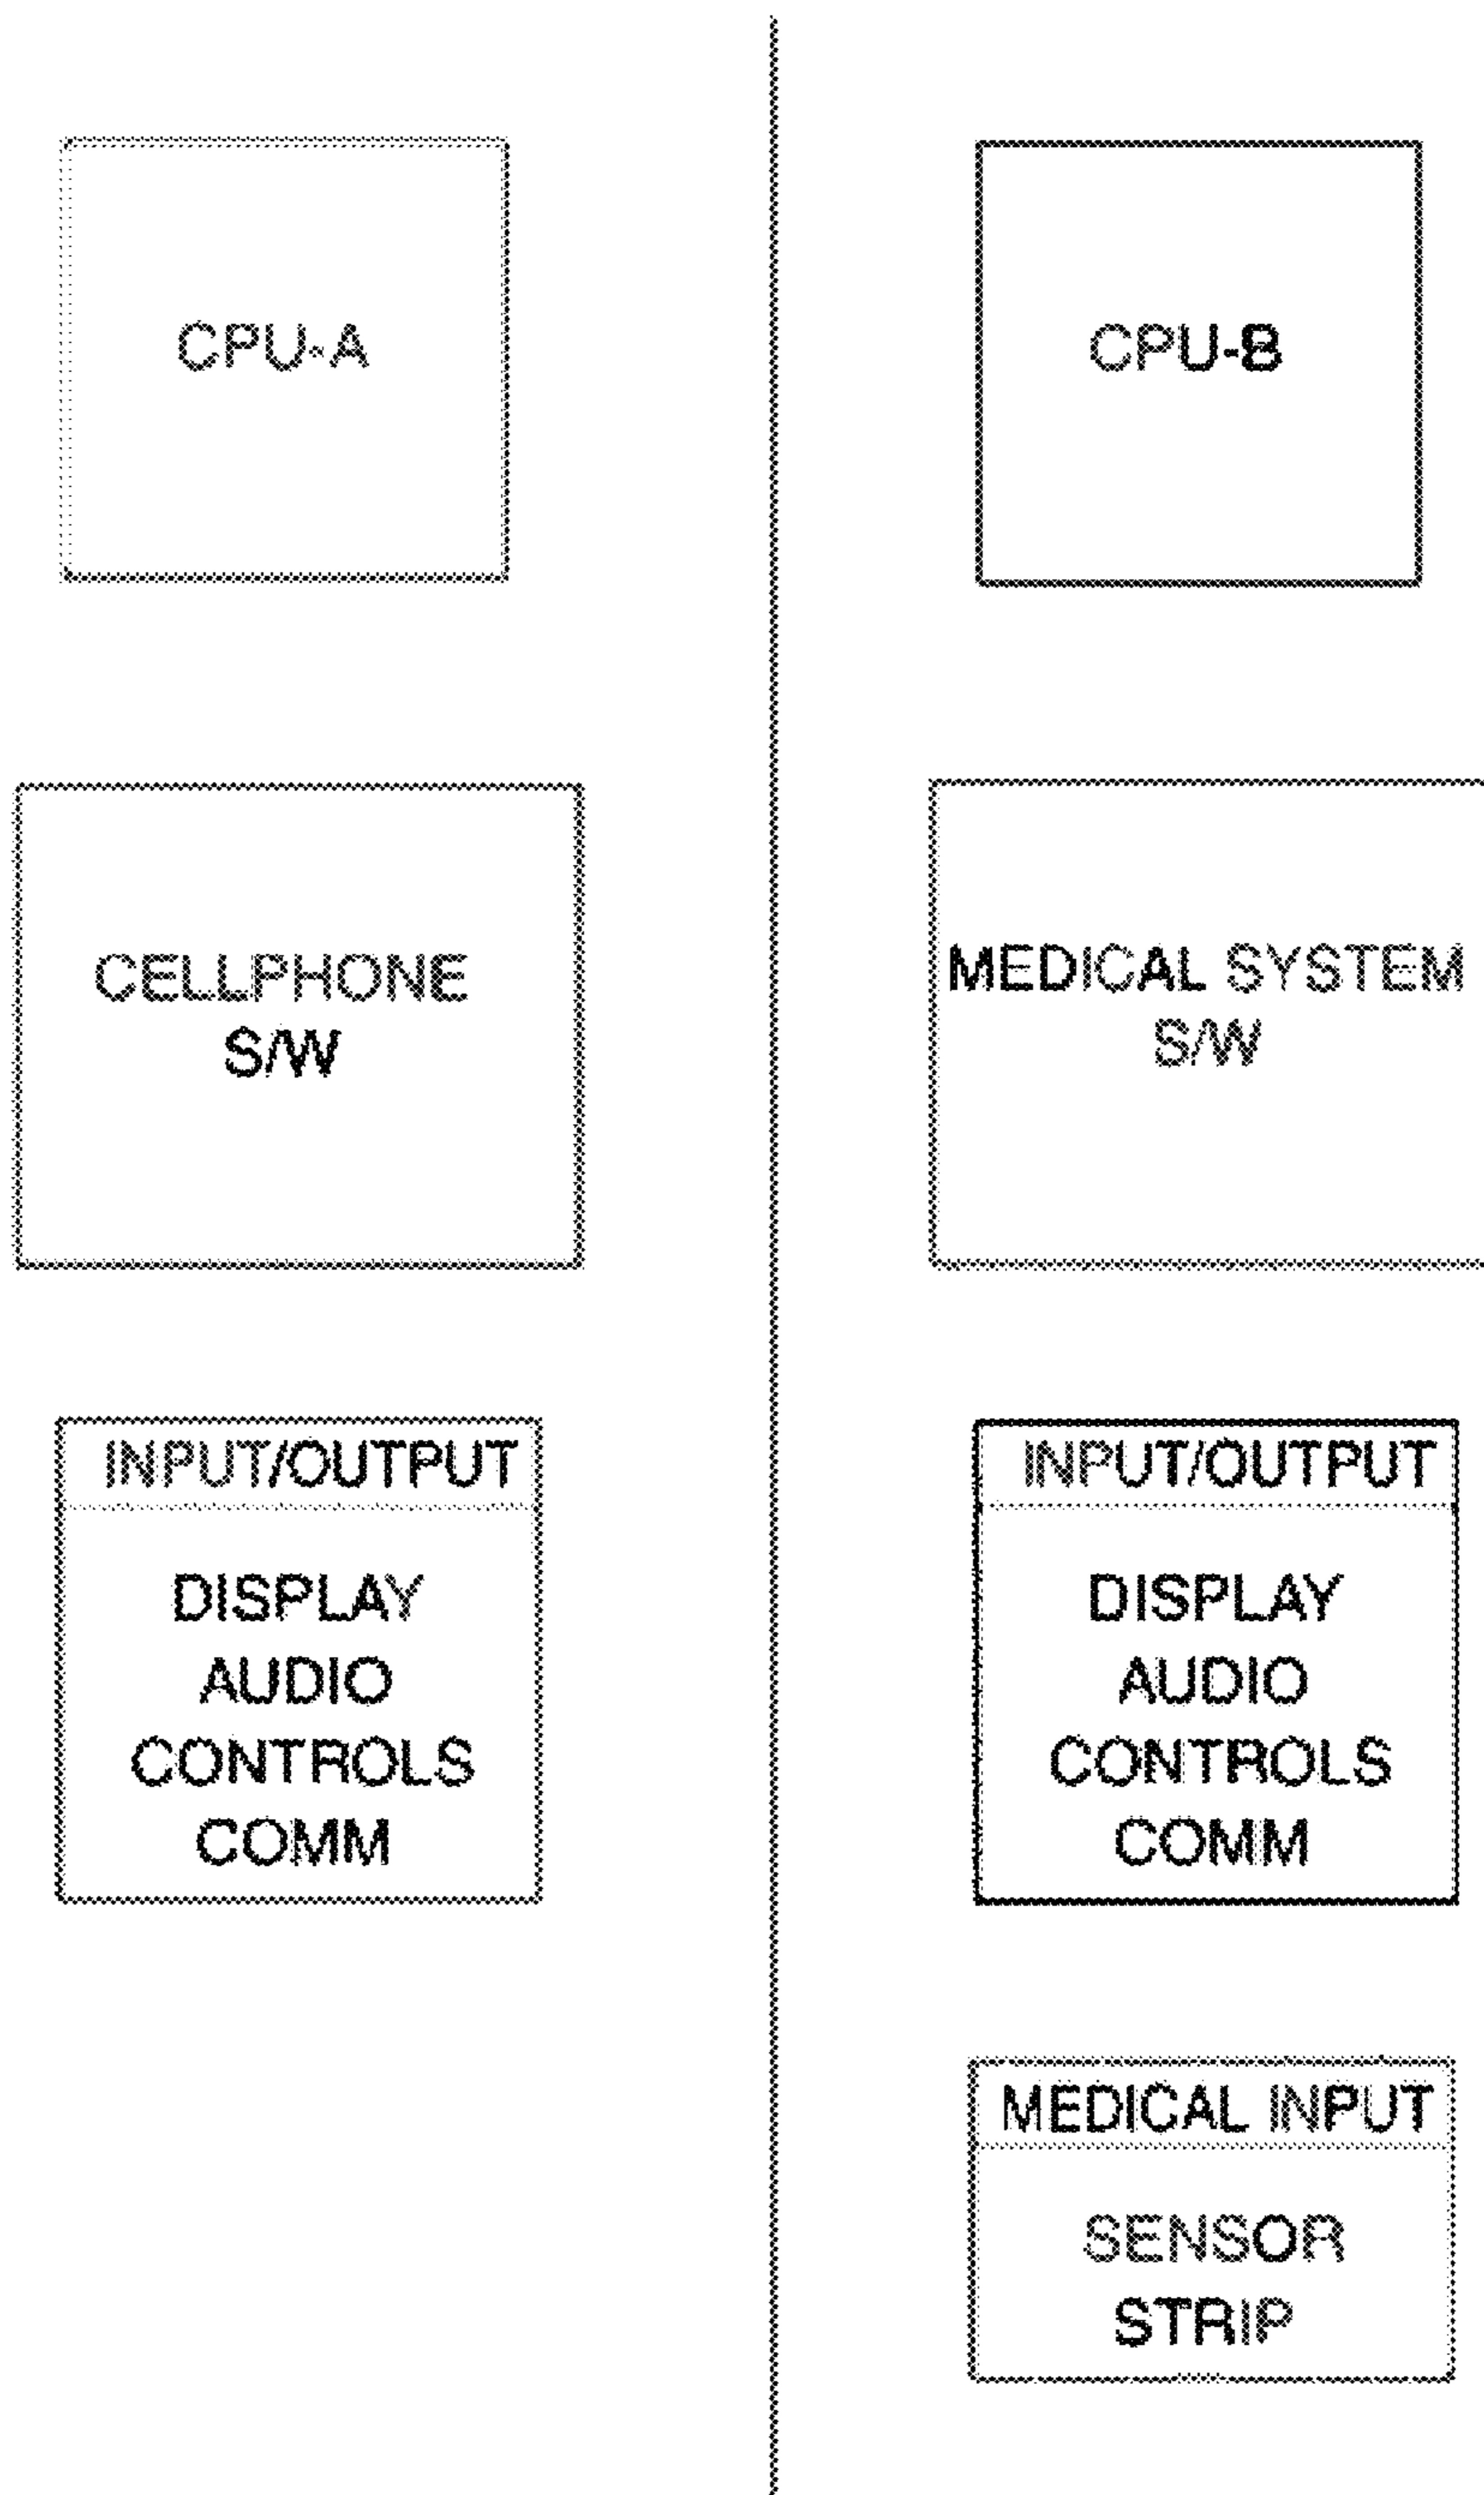 CPU-A
CELLPHONE
S/W
INPUT/OUTPUT
DISPLAY
AUDIO
CONTROLS
COMM
CPU-B
MEDICAL SYSTEM
S/W
INPUT/OUTPUT
DISPLAY
AUDIO
CONTROLS
COMM
MEDICAL INPUT
SENSOR
STRIP